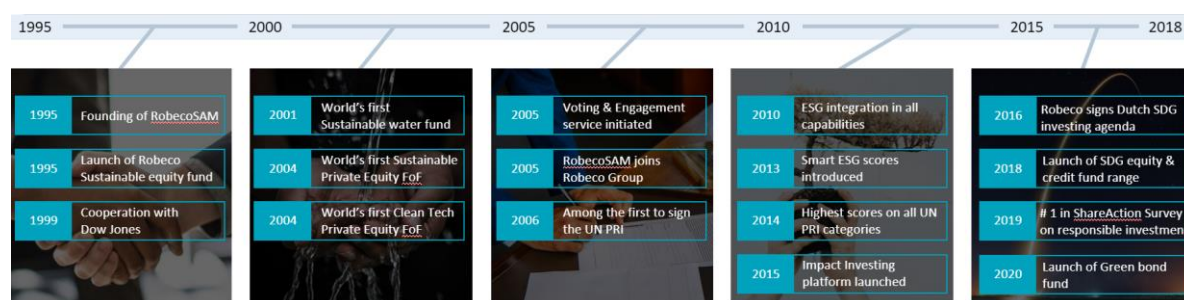 1995
2000
2005
2010
2015
2018
1995
Founding of RobecoSAM
1995
Launch of Robeco
Sustainable equity fund
1999
Cooperation with
Dow Jones
2001
World's first
Sustainable water fund
2004
World's first Sustainable
Private Equity FoF
2004
World's first Clean Tech
Private Equity FoF
2005
Voting & Engagement
service initiated
2005
RobecoSAM joins
Robeco Group
2006
Among the first to sign
the UN PRI
2010
ESG integration in all
capabilities
2013
Smart ESG scores
introduced
2014
Highest scores on all UN
PRI categories
2015
Impact Investing
platform launched
2016
Robeco signs Dutch SDG
investing agenda
2018
Launch of SDG equity &
credit fund range
2019
# 1 in ShareAction Survey
on responsible investmen
2020
Launch of Green bond
fund